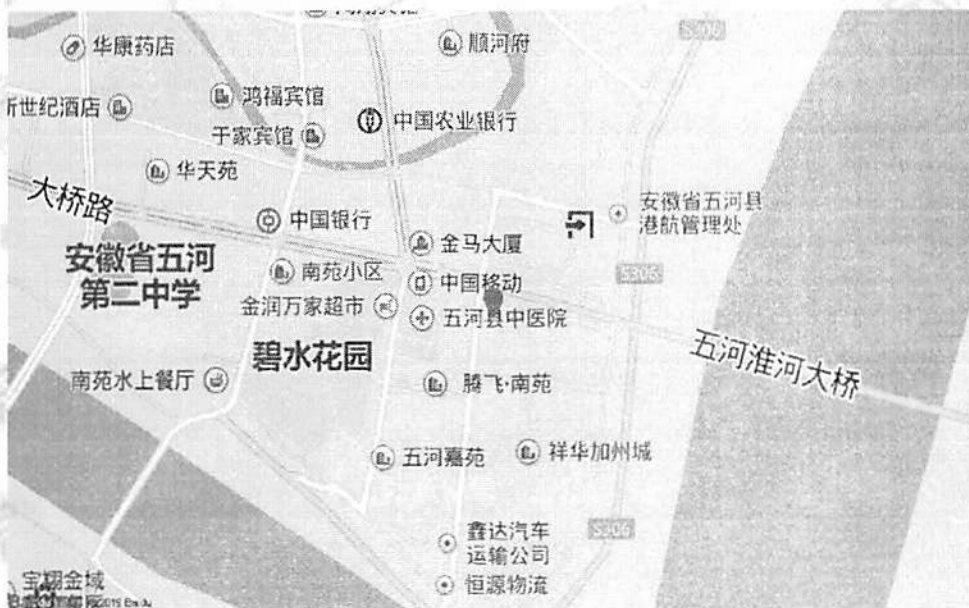 S306
华康药店
顺河府
鸿福宾馆
新世纪酒店
于家宾馆
中国农业银行
华天苑
大桥路
中国银行
安徽省五河县
港航管理处
金马大厦
安徽省五河
第二中学
南苑小区
中国移动
S306
金润万家超市
五河县中医院
碧水花园
五河淮河大桥
南苑水上餐厅
腾飞·南苑
五河嘉苑
祥华加州城
鑫达汽车
运输公司
S306
恒源物流
宝翔金域